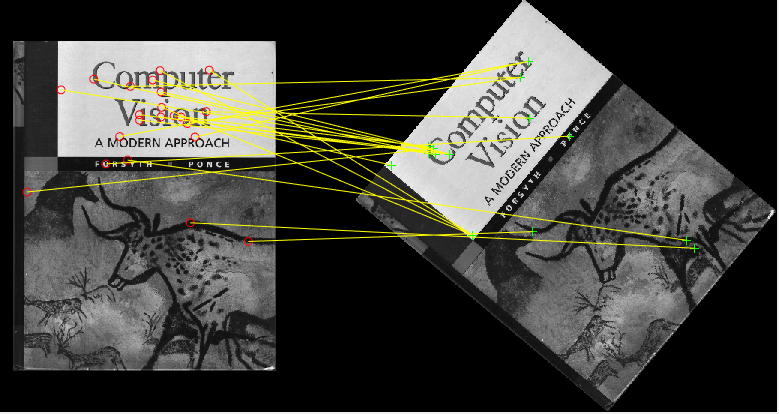 Computer
Vision
A MODERN APPROACH
FORSYTH PONCE
Computer
Vision
A MODERN APPROACH
FORSYTH PONCE